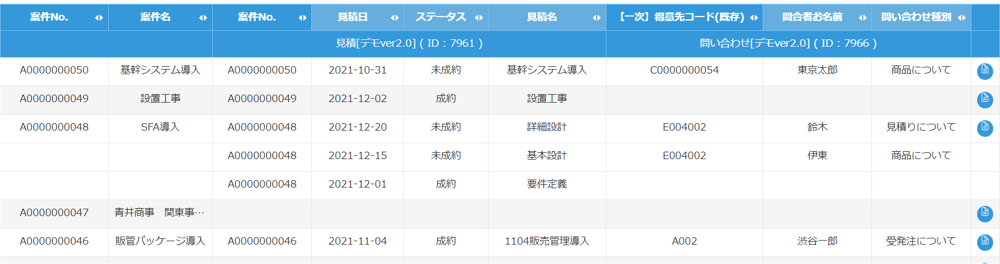 案件No. 案件名 案件No. 見積日 ステータス 見積名 【一次】得意先コード(既存) 問合者お名前 問い合わせ種別
見積[デモver2.0] ( ID : 7961 ) 問い合わせ[デモver2.0] ( ID : 7966 )
A0000000050 基幹システム導入 A0000000050 2021-10-31 未成約 基幹システム導入 C0000000054 東京太郎 商品について
A0000000049 設置工事 A0000000049 2021-12-02 成約 設置工事
A0000000048 SFA導入 A0000000048 2021-12-20 未成約 詳細設計 E004002 鈴木 見積りについて
A0000000048 2021-12-15 未成約 基本設計 E004002 伊東 商品について
A0000000048 2021-12-01 成約 要件定義
A0000000047 青井商事　関東事…
A0000000046 販管パッケージ導入 A0000000046 2021-11-04 成約 1104販売管理導入 A002 渋谷一郎 受発注について